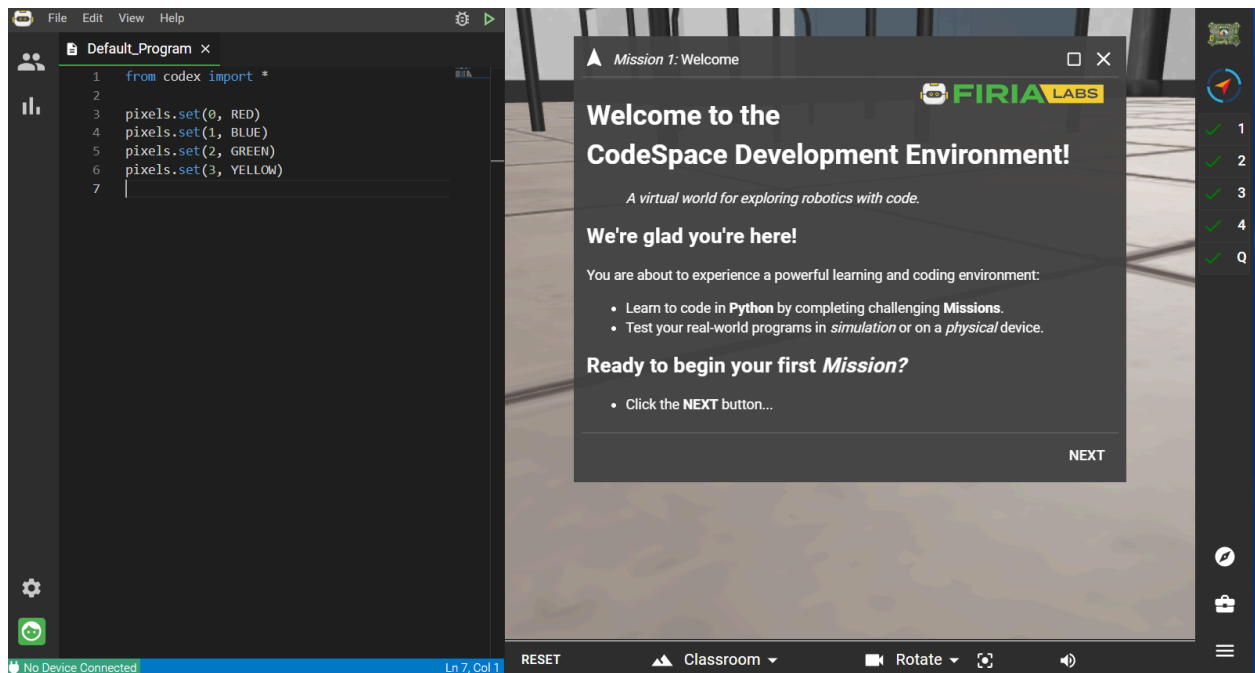 File Edit View Help
Default_Program ×
1 from codex import *
2
3 pixels.set(0, RED)
4 pixels.set(1, BLUE)
5 pixels.set(2, GREEN)
6 pixels.set(3, YELLOW)
7
No Device Connected
Ln 7, Col 1
Mission 1: Welcome
FIRIA LABS
Welcome to the
CodeSpace Development Environment!
A virtual world for exploring robotics with code.
We're glad you're here!
You are about to experience a powerful learning and coding environment:
• Learn to code in Python by completing challenging Missions.
• Test your real-world programs in simulation or on a physical device.
Ready to begin your first Mission?
• Click the NEXT button...
NEXT
RESET
Classroom
Rotate
1
2
3
4
Q